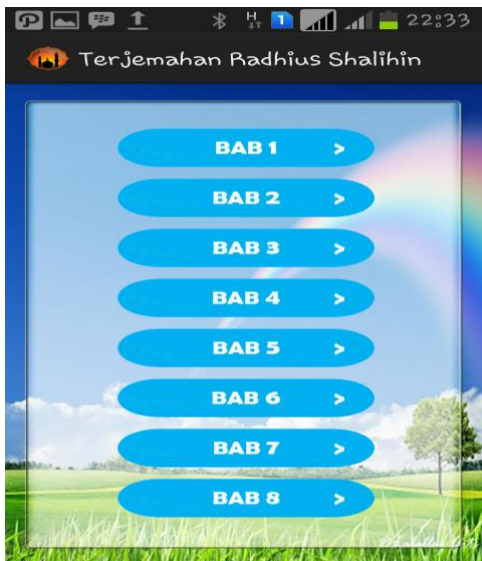 H 1 22:33
Terjemahan Radhius Shalihin
BAB 1 >
BAB 2 >
BAB 3 >
BAB 4 >
BAB 5 >
BAB 6 >
BAB 7 >
BAB 8 >